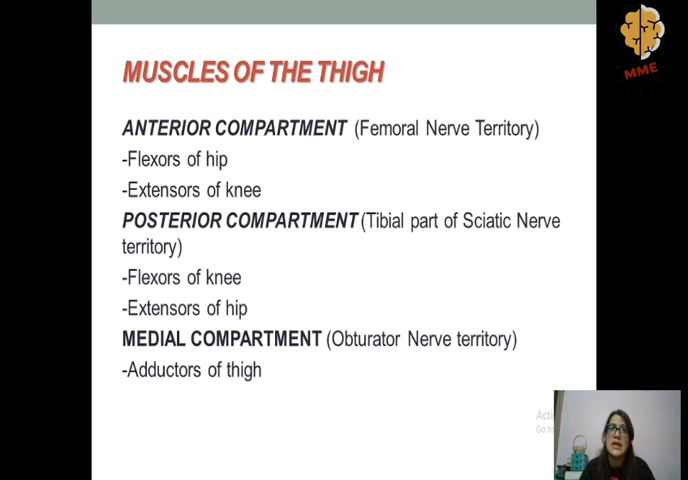 MME
MUSCLES OF THE THIGH
ANTERIOR COMPARTMENT (Femoral Nerve Territory)
-Flexors of hip
-Extensors of knee
POSTERIOR COMPARTMENT (Tibial part of Sciatic Nerve
territory)
-Flexors of knee
-Extensors of hip
MEDIAL COMPARTMENT (Obturator Nerve territory)
-Adductors of thigh
Go to